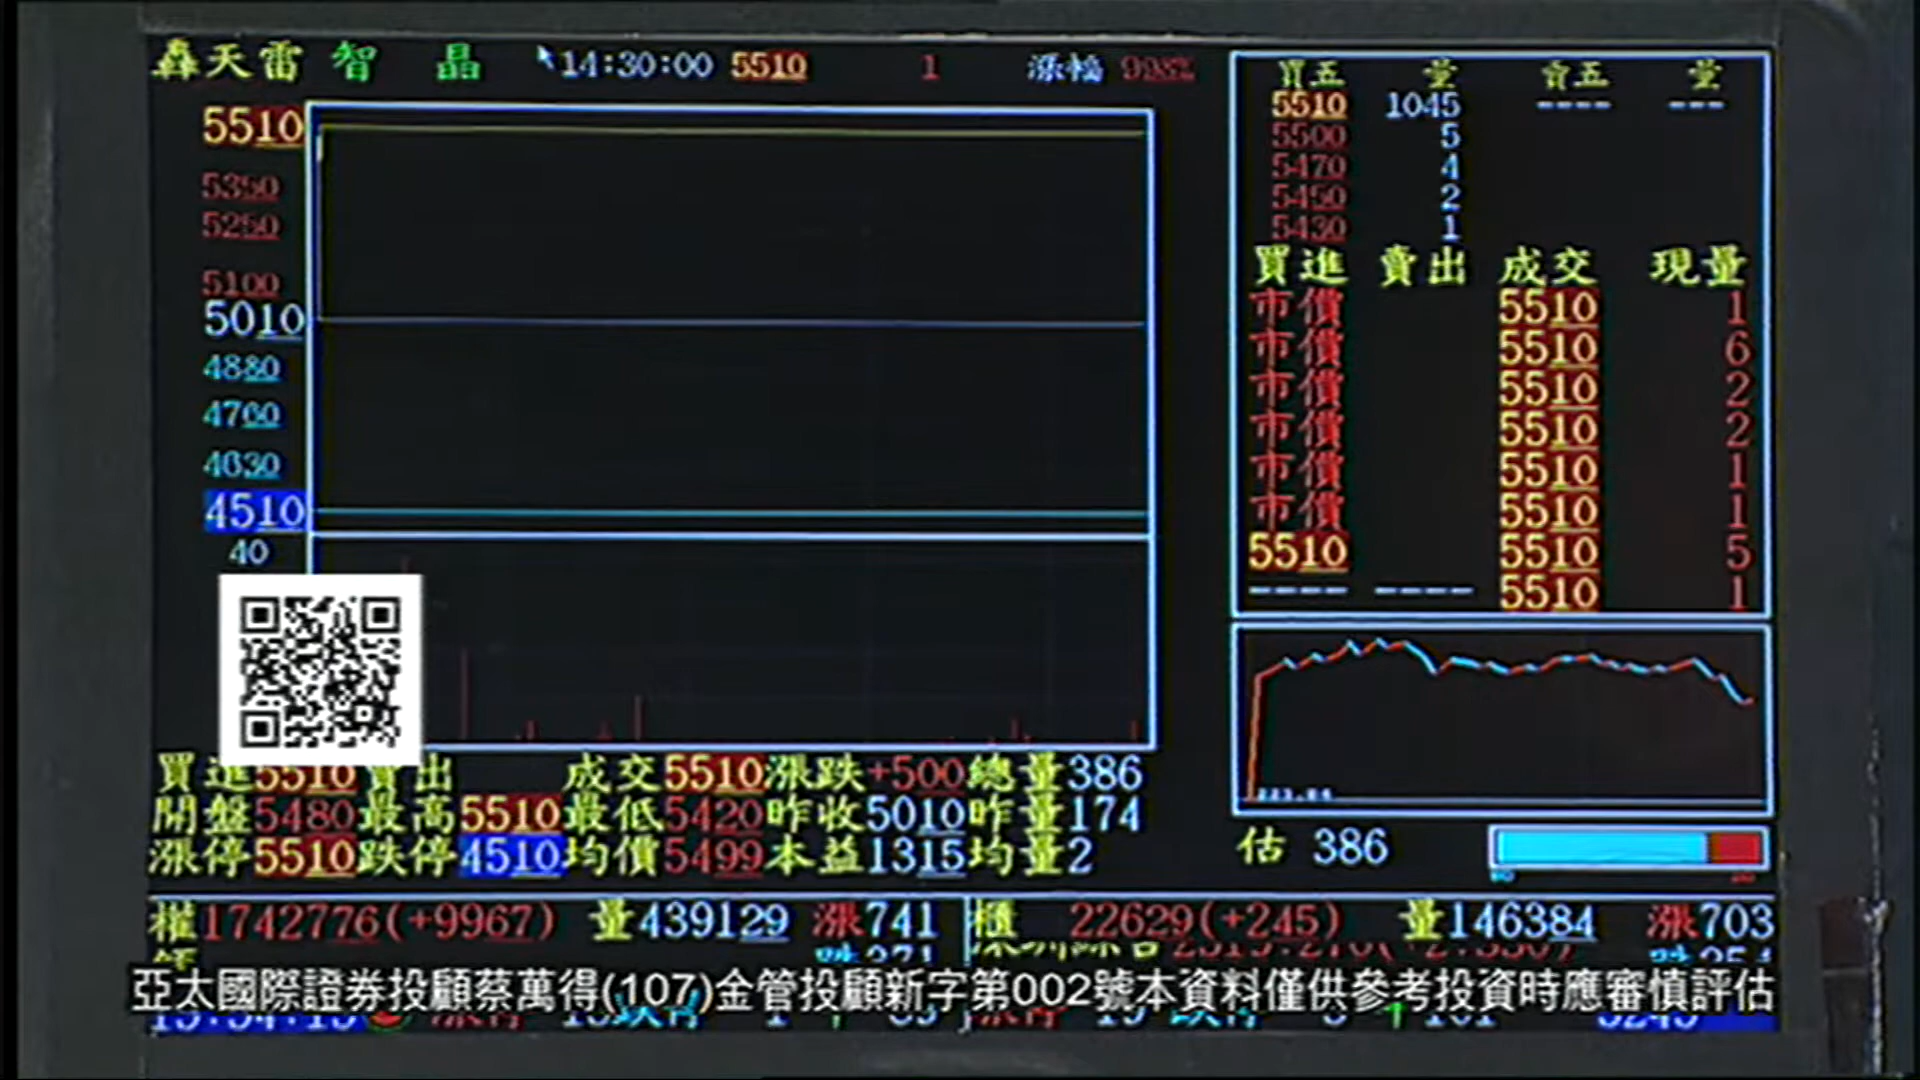 轟天雷 智 晶 14:30:00 5510 1 漲幅 998%
買五 量 賣五 量
5510 1045 ---- ---
5500 5
5470 4
5450 2
5430 1
5510
5350
5250
5100
5010
4880
4760
4630
4510
40
買進 賣出 成交 現量
市價 5510 1
市價 5510 6
市價 5510 2
市價 5510 2
市價 5510 1
市價 5510 1
5510 5510 5
---- ---- 5510 1
估 386
買進5510賣出 成交5510漲跌+500總量386
開盤5480最高5510最低5420昨收5010昨量174
漲停5510跌停4510均價5499本益1315均量2
權1742776(+9967) 量439129 漲741
櫃 22629(+245) 量146384 漲703
亞太國際證券投顧蔡萬得(107)金管投顧新字第002號本資料僅供參考投資時應審慎評估